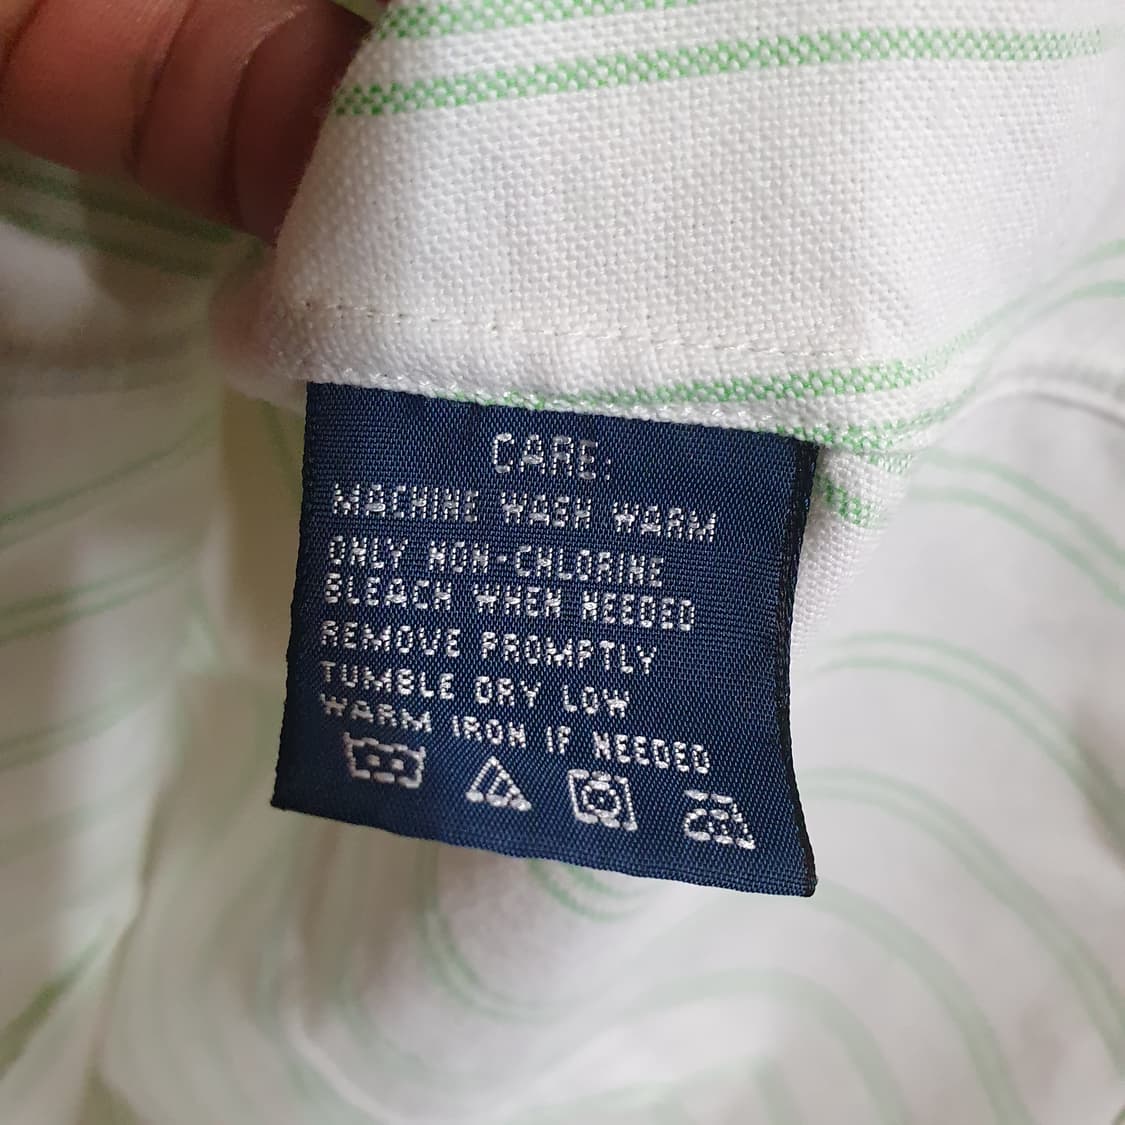 CARE:
MACHINE WASH WARM
ONLY NON-CHLORINE
BLEACH WHEN NEEDED
REMOVE PROMPTLY
TUMBLE DRY LOW
WARM IRON IF NEEDED